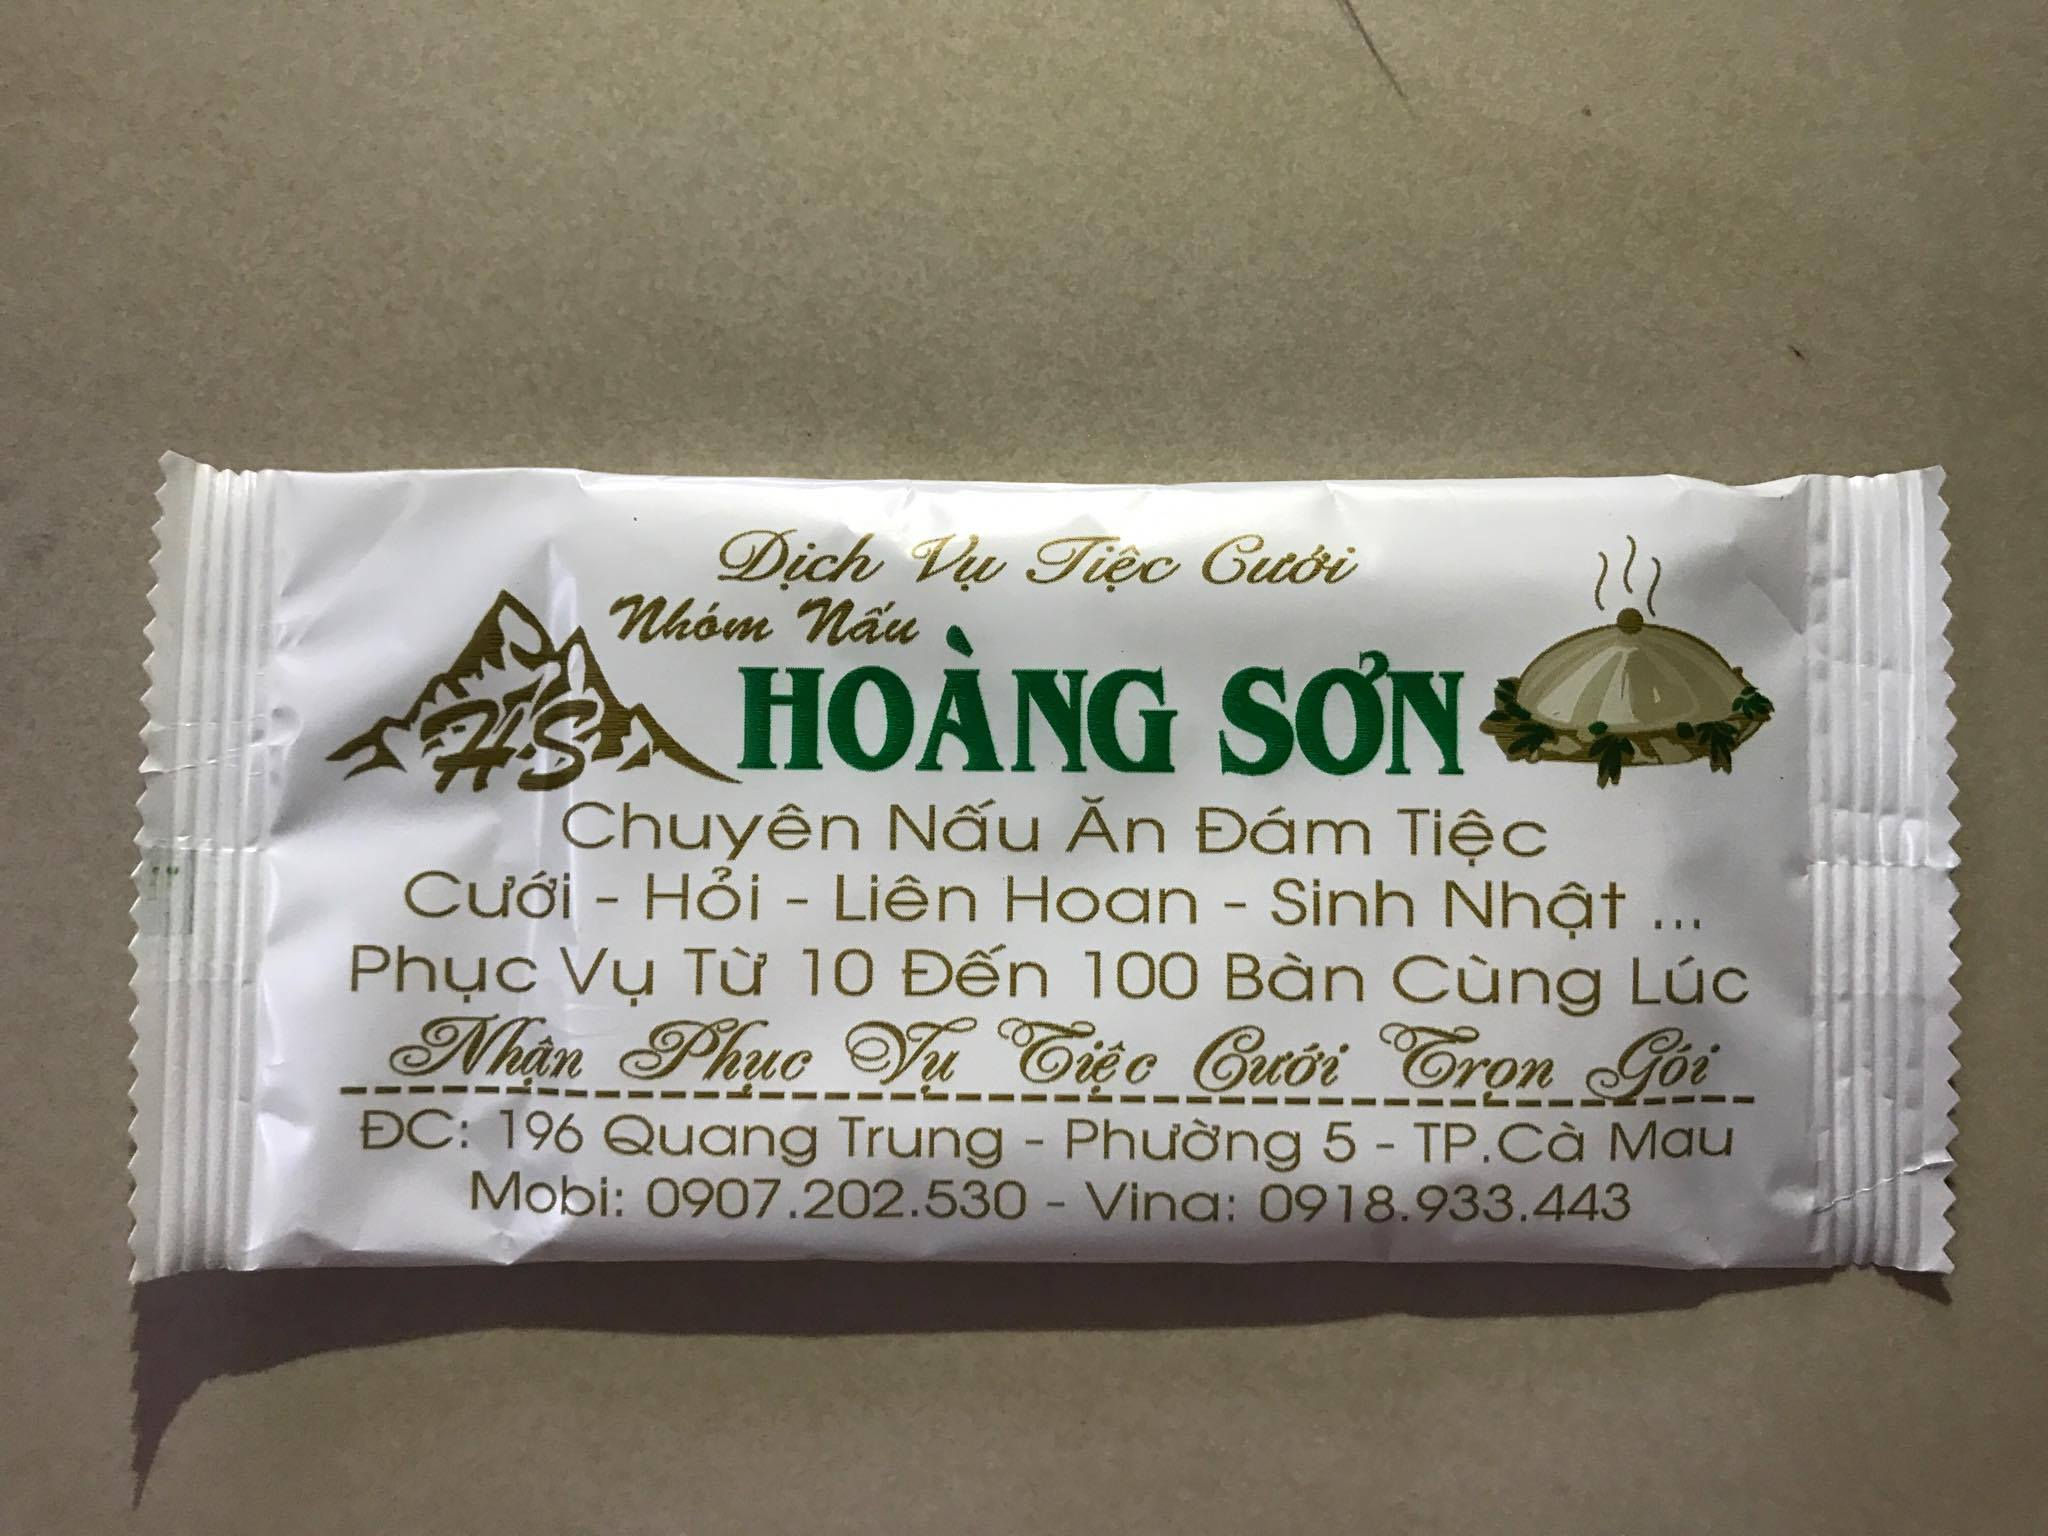 Dịch Vụ Tiệc Cưới
Nhóm Nấu
HS
HOÀNG SƠN
Chuyên Nấu Ăn Đám Tiệc
Cưới - Hỏi - Liên Hoan - Sinh Nhật ...
Phục Vụ Từ 10 Đến 100 Bàn Cùng Lúc
Nhận Phục Vụ Tiệc Cưới Trọn Gói
ĐC: 196 Quang Trung - Phường 5 - TP.Cà Mau
Mobi: 0907.202.530 - Vina: 0918.933.443